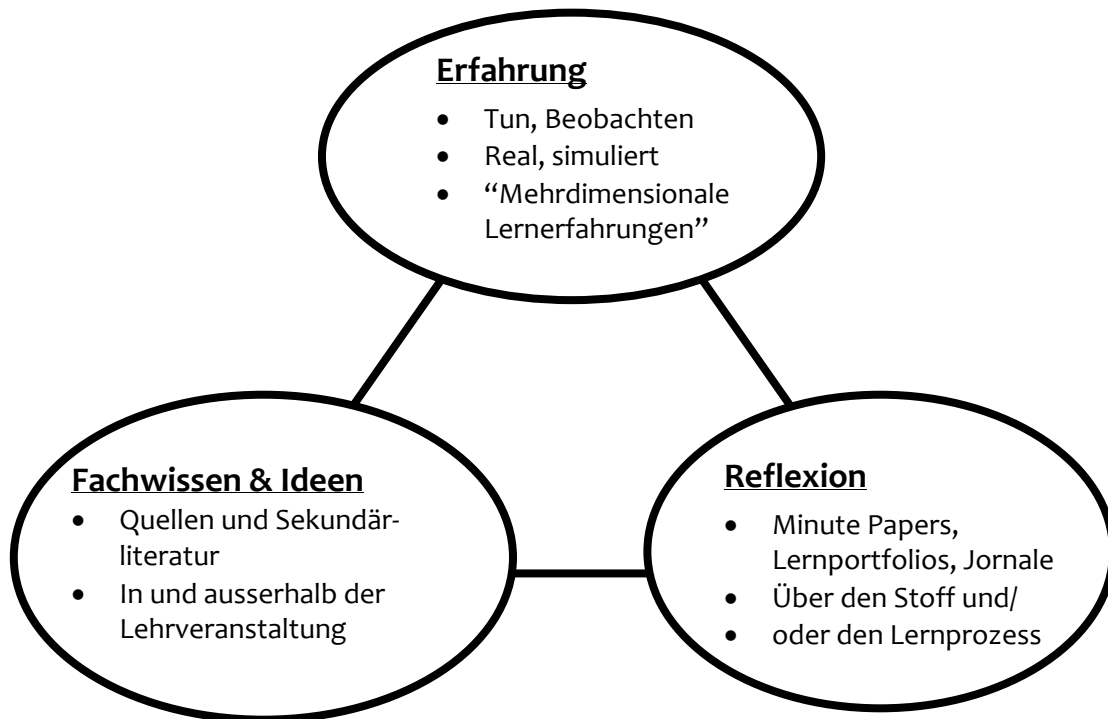 Erfahrung
• Tun, Beobachten
• Real, simuliert
• “Mehrdimensionale
Lernerfahrungen”
Fachwissen & Ideen
• Quellen und Sekundär-
literatur
• In und ausserhalb der
Lehrveranstaltung
Reflexion
• Minute Papers,
Lernportfolios, Jornale
• Über den Stoff und/
• oder den Lernprozess